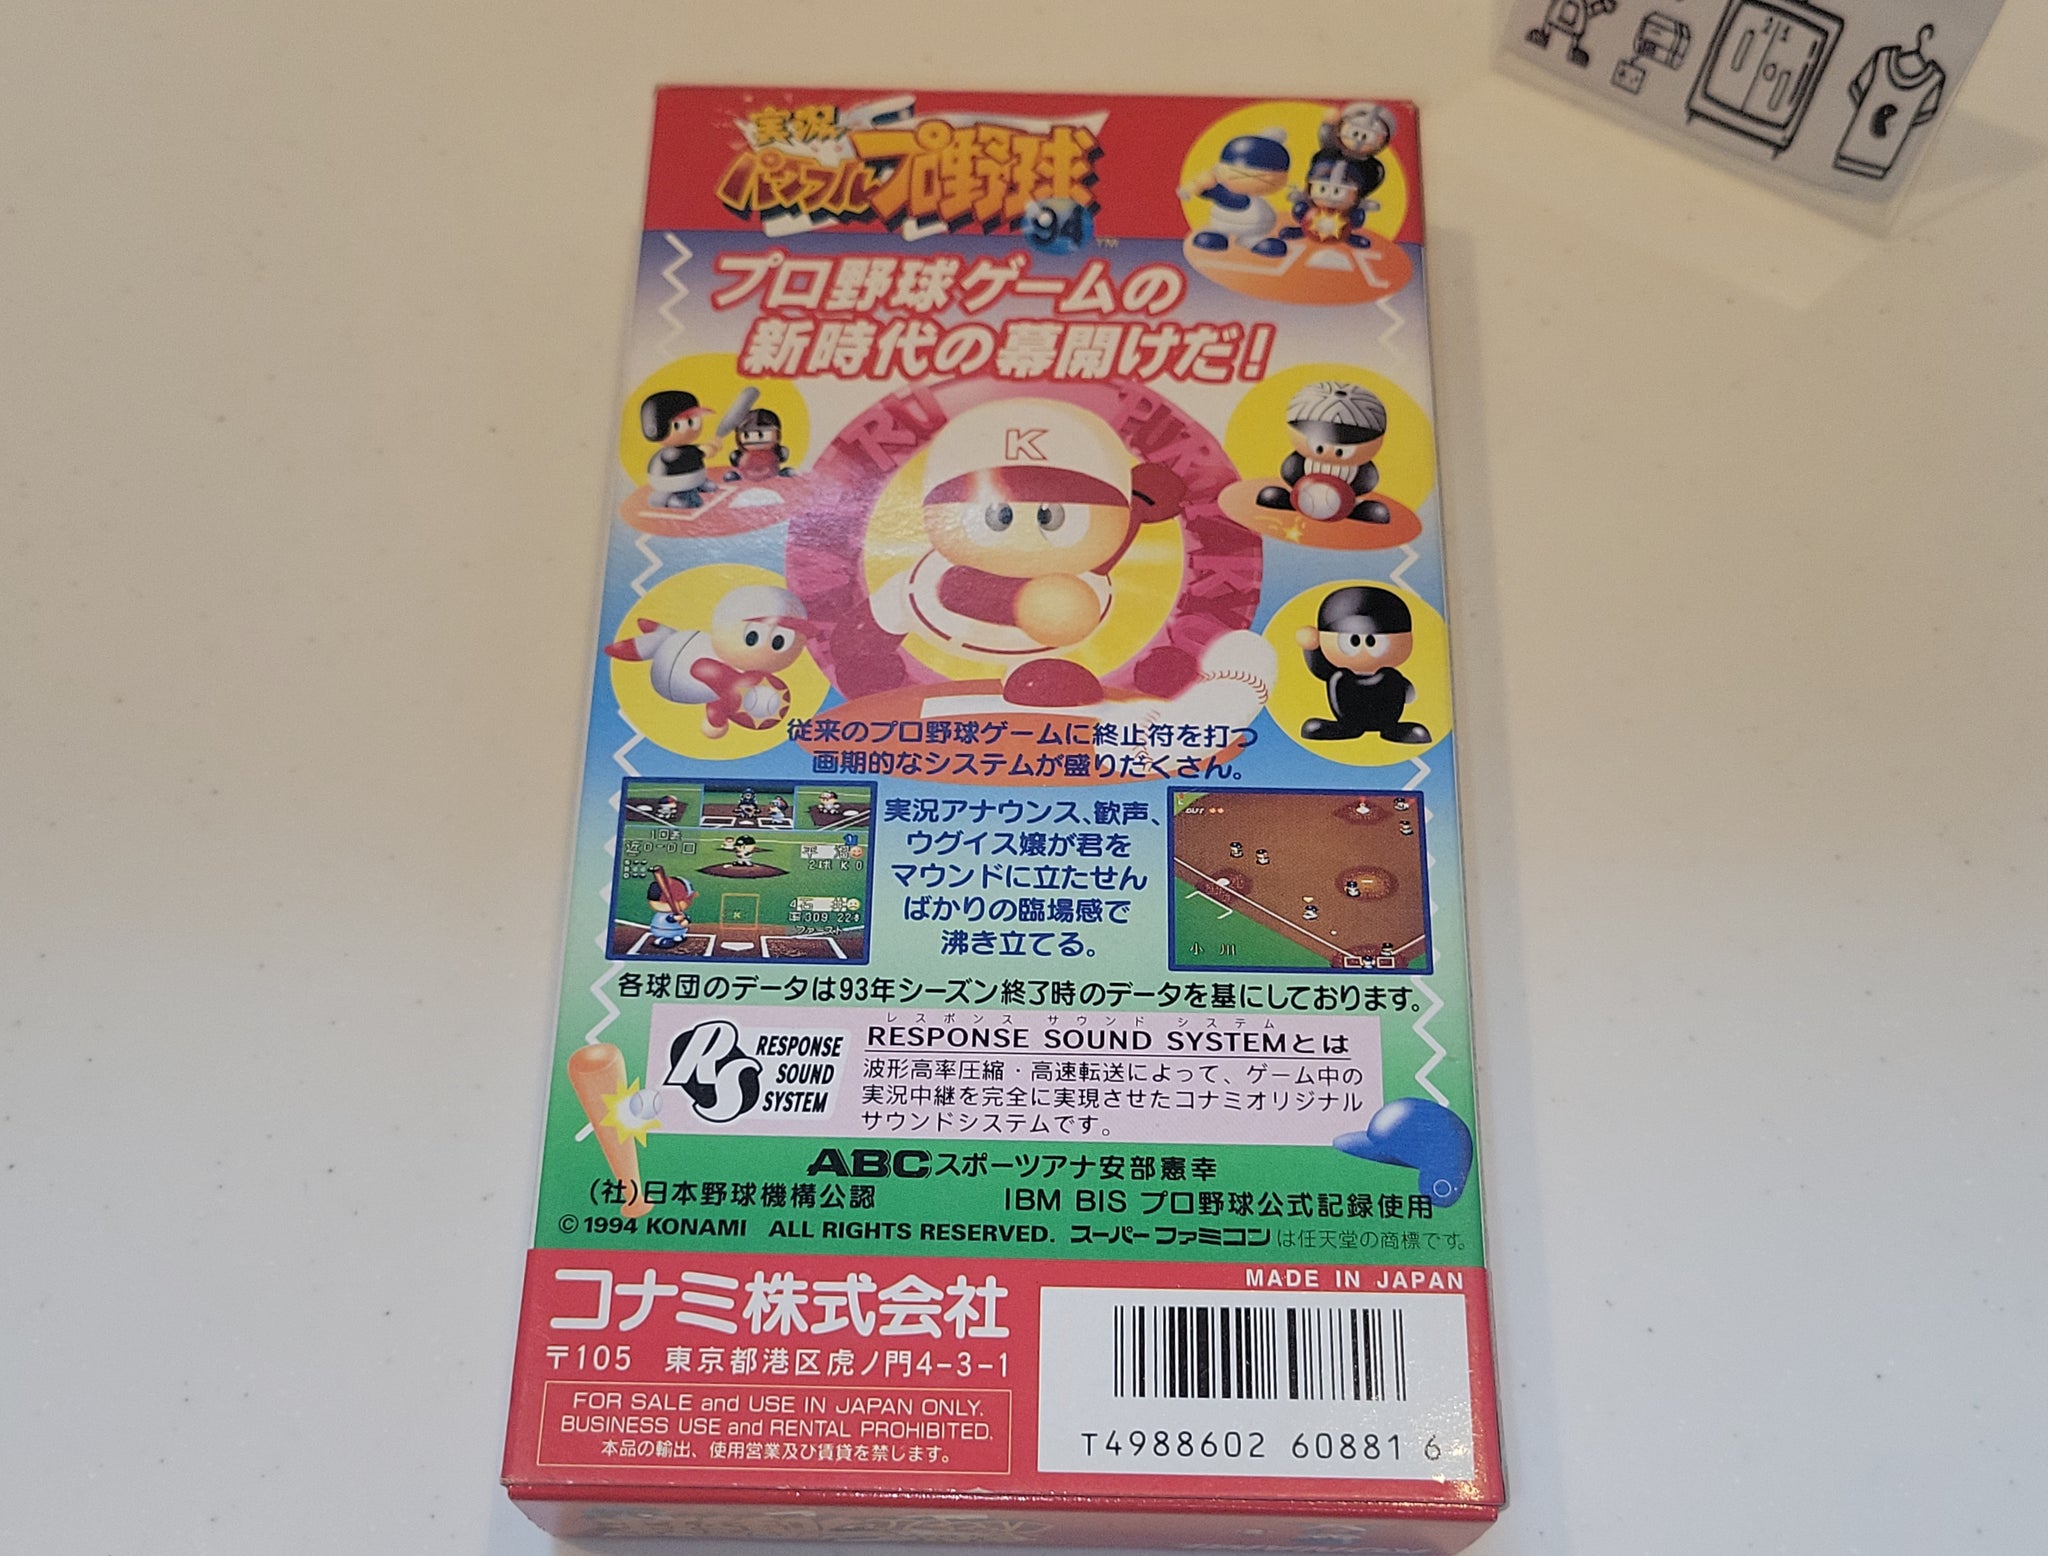 実況
パワフルプロ野球
94™
プロ野球ゲームの
新時代の幕開けだ!
K
従来のプロ野球ゲームに終止符を打つ
画期的なシステムが盛りだくさん。
実況アナウンス、歓声、
ウグイス嬢が君を
マウンドに立たせん
ばかりの臨場感で
沸き立てる。
OUT
小 川
2球 K 0
ファースト
各球団のデータは93年シーズン終了時のデータを基にしております。
RS RESPONSE
SOUND
SYSTEM
レスポンス サウンド システム
RESPONSE SOUND SYSTEMとは
波形高率圧縮・高速転送によって、ゲーム中の
実況中継を完全に実現させたコナミオリジナル
サウンドシステムです。
ABCスポーツアナ安部憲幸
(社)日本野球機構公認 IBM BIS プロ野球公式記録使用
©1994 KONAMI ALL RIGHTS RESERVED. スーパーファミコンは任天堂の商標です。
MADE IN JAPAN
コナミ株式会社
〒105 東京都港区虎ノ門4-3-1
FOR SALE and USE IN JAPAN ONLY.
BUSINESS USE and RENTAL PROHIBITED.
本品の輸出、使用営業及び賃貸を禁じます。
T4988602 608816